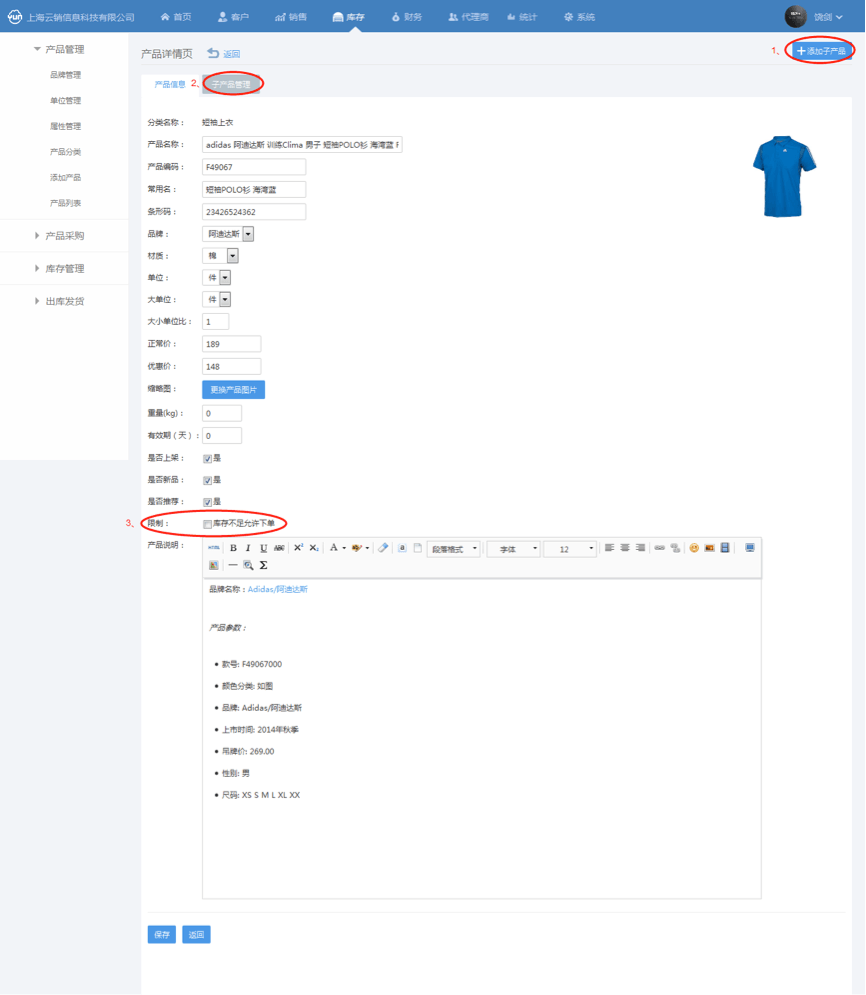 yun 上海云销信息科技有限公司 首页 客户 销售 库存 财务 代理商 统计 系统 饶剑
产品管理
品牌管理
单位管理
属性管理
产品分类
添加产品
产品列表
产品采购
库存管理
出库发货
产品详情页 返回 1、 添加子产品
产品信息 2、 子产品管理
分类名称： 短袖上衣
产品名称： adidas 阿迪达斯 训练Clima 男子 短袖POLO衫 海湾蓝 F
产品编码： F49067
常用名： 短袖POLO衫 海湾蓝
条形码： 23426524362
品牌： 阿迪达斯
材质： 棉
单位： 件
大单位： 件
大小单位比： 1
正常价： 189
优惠价： 148
缩略图： 更换产品图片
重量(kg)： 0
有效期（天）： 0
是否上架： 是
是否新品： 是
是否推荐： 是
3、 限制： 库存不足允许下单
产品说明： HTML B I U ABC X² X₂ A 段落格式 字体 12
Σ
品牌名称：Adidas/阿迪达斯
产品参数：
款号: F49067000
颜色分类: 如图
品牌: Adidas/阿迪达斯
上市时间: 2014年秋季
吊牌价: 269.00
性别: 男
尺码: XS S M L XL XX
保存 返回